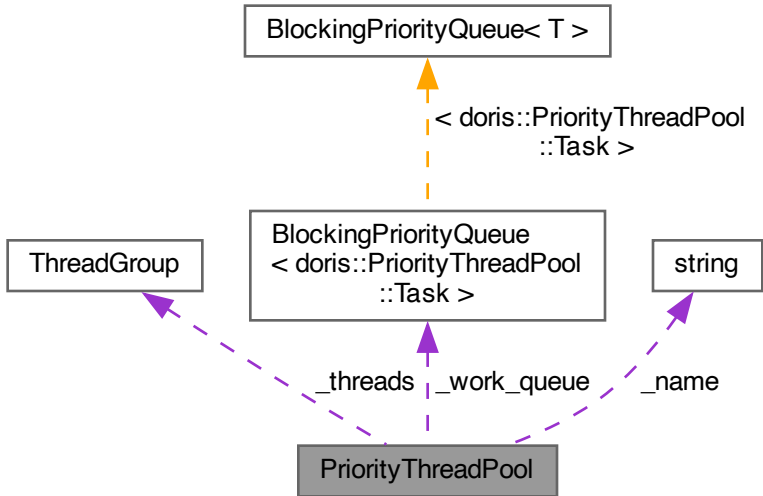 BlockingPriorityQueue< T >
< doris::PriorityThreadPool
::Task >
BlockingPriorityQueue
< doris::PriorityThreadPool
::Task >
ThreadGroup
string
_threads
_work_queue
_name
PriorityThreadPool